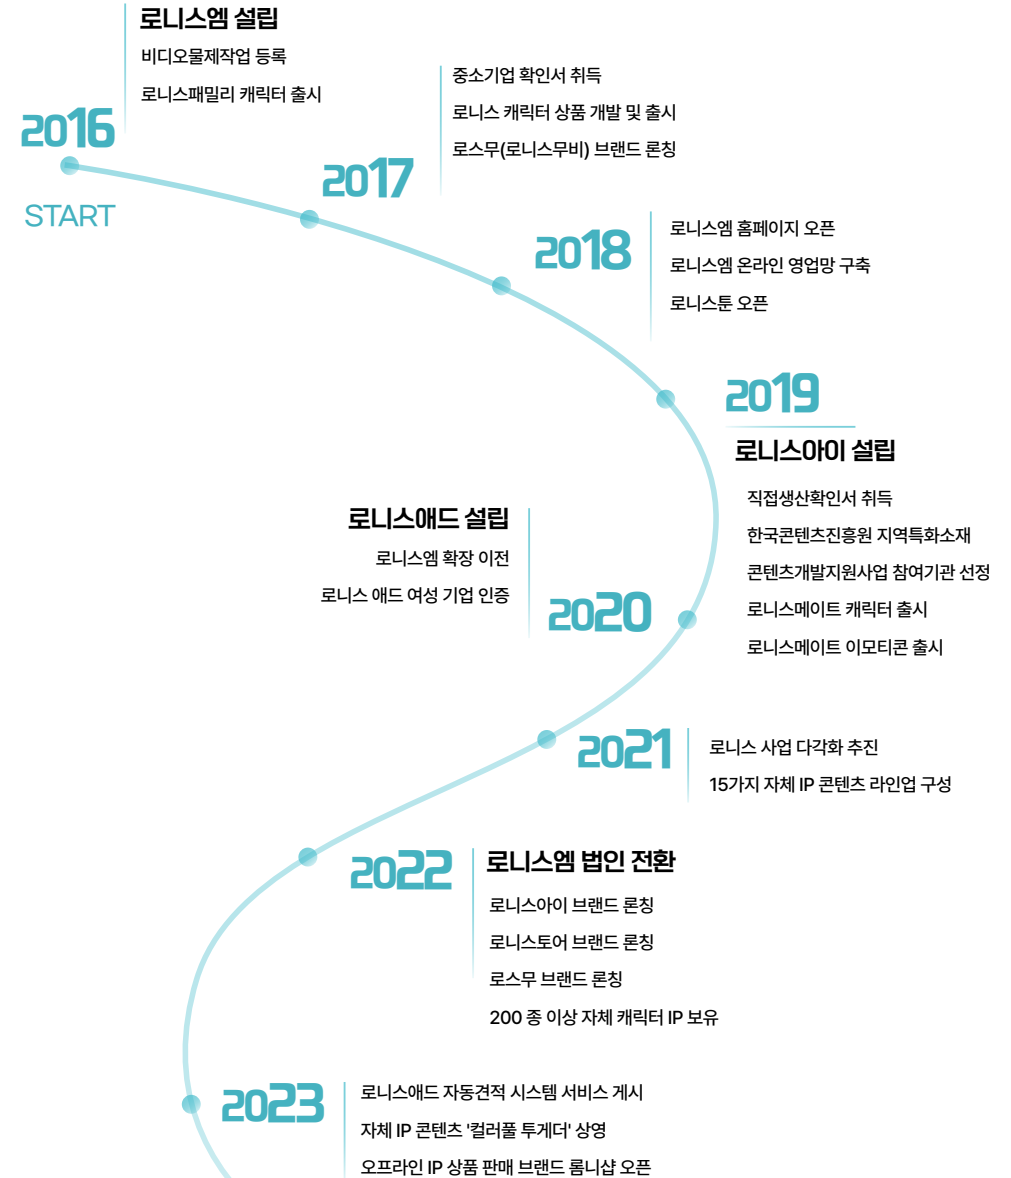 로니스엠 설립
비디오물제작업 등록
로니스패밀리 캐릭터 출시
2016
START
중소기업 확인서 취득
로니스 캐릭터 상품 개발 및 출시
로스무(로니스무비) 브랜드 론칭
2017
2018
로니스엠 홈페이지 오픈
로니스엠 온라인 영업망 구축
로니스툰 오픈
2019
로니스아이 설립
직접생산확인서 취득
한국콘텐츠진흥원 지역특화소재
콘텐츠개발지원사업 참여기관 선정
로니스메이트 캐릭터 출시
로니스메이트 이모티콘 출시
로니스애드 설립
로니스엠 확장 이전
로니스 애드 여성 기업 인증
2020
2021
로니스 사업 다각화 추진
15가지 자체 IP 콘텐츠 라인업 구성
2022
로니스엠 법인 전환
로니스아이 브랜드 론칭
로니스토어 브랜드 론칭
로스무 브랜드 론칭
200 종 이상 자체 캐릭터 IP 보유
2023
로니스애드 자동견적 시스템 서비스 게시
자체 IP 콘텐츠 '컬러풀 투게더' 상영
오프라인 IP 상품 판매 브랜드 롬니샵 오픈